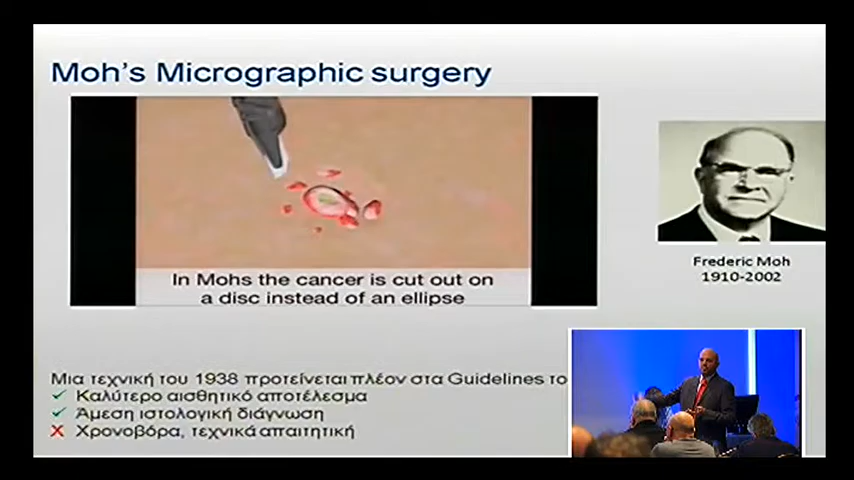 Moh's Micrographic surgery
In Mohs the cancer is cut out on
a disc instead of an ellipse
Frederic Moh
1910-2002
Μια τεχνική του 1938 προτείνεται πλέον στα Guidelines το
Καλύτερο αισθητικό αποτέλεσμα
Άμεση ιστολογική διάγνωση
Χρονοβόρα, τεχνικά απαιτητική